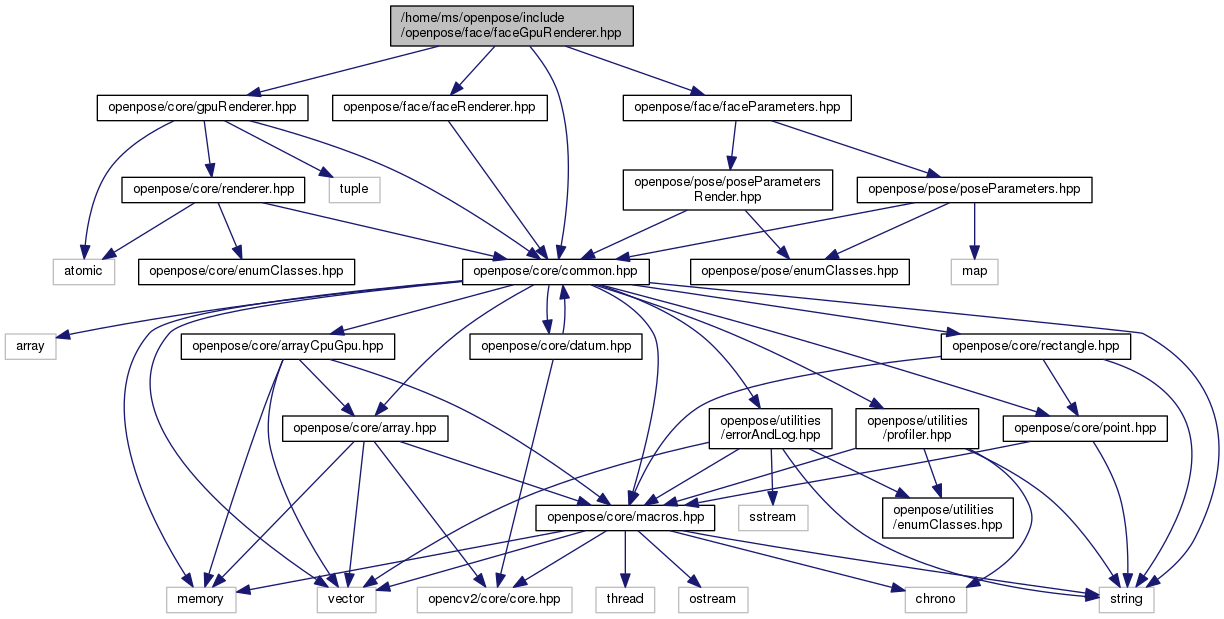 /home/ms/openpose/include
/openpose/face/faceGpuRenderer.hpp
openpose/core/gpuRenderer.hpp
openpose/face/faceRenderer.hpp
openpose/face/faceParameters.hpp
openpose/core/renderer.hpp
tuple
openpose/pose/poseParameters
Render.hpp
openpose/pose/poseParameters.hpp
atomic
openpose/core/enumClasses.hpp
openpose/core/common.hpp
openpose/pose/enumClasses.hpp
map
array
openpose/core/arrayCpuGpu.hpp
openpose/core/datum.hpp
openpose/core/rectangle.hpp
openpose/core/array.hpp
openpose/utilities
/errorAndLog.hpp
openpose/utilities
/profiler.hpp
openpose/core/point.hpp
openpose/core/macros.hpp
sstream
openpose/utilities
/enumClasses.hpp
memory
vector
opencv2/core/core.hpp
thread
ostream
chrono
string